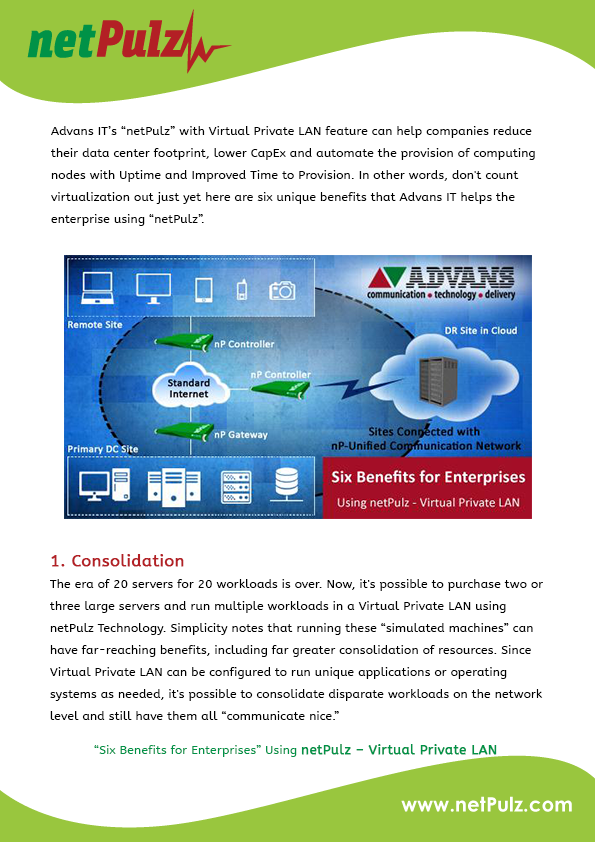 netPulz
Advans IT’s “netPulz” with Virtual Private LAN feature can help companies reduce
their data center footprint, lower CapEx and automate the provision of computing
nodes with Uptime and Improved Time to Provision. In other words, don't count
virtualization out just yet here are six unique benefits that Advans IT helps the
enterprise using “netPulz”.
ADVANS
communication • technology • delivery
Remote Site
DR Site in Cloud
nP Controller
nP Controller
Standard
Internet
nP Gateway
Sites Connected with
nP-Unified Communication Network
Primary DC Site
Six Benefits for Enterprises
Using netPulz - Virtual Private LAN
1. Consolidation
The era of 20 servers for 20 workloads is over. Now, it's possible to purchase two or
three large servers and run multiple workloads in a Virtual Private LAN using
netPulz Technology. Simplicity notes that running these “simulated machines” can
have far-reaching benefits, including far greater consolidation of resources. Since
Virtual Private LAN can be configured to run unique applications or operating
systems as needed, it's possible to consolidate disparate workloads on the network
level and still have them all “communicate nice.”
“Six Benefits for Enterprises” Using netPulz – Virtual Private LAN
www.netPulz.com